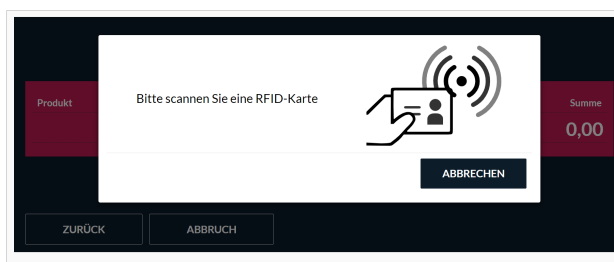 Bitte scannen Sie eine RFID-Karte
Produkt
Summe
0,00
ABBRECHEN
ZURÜCK
ABBRUCH